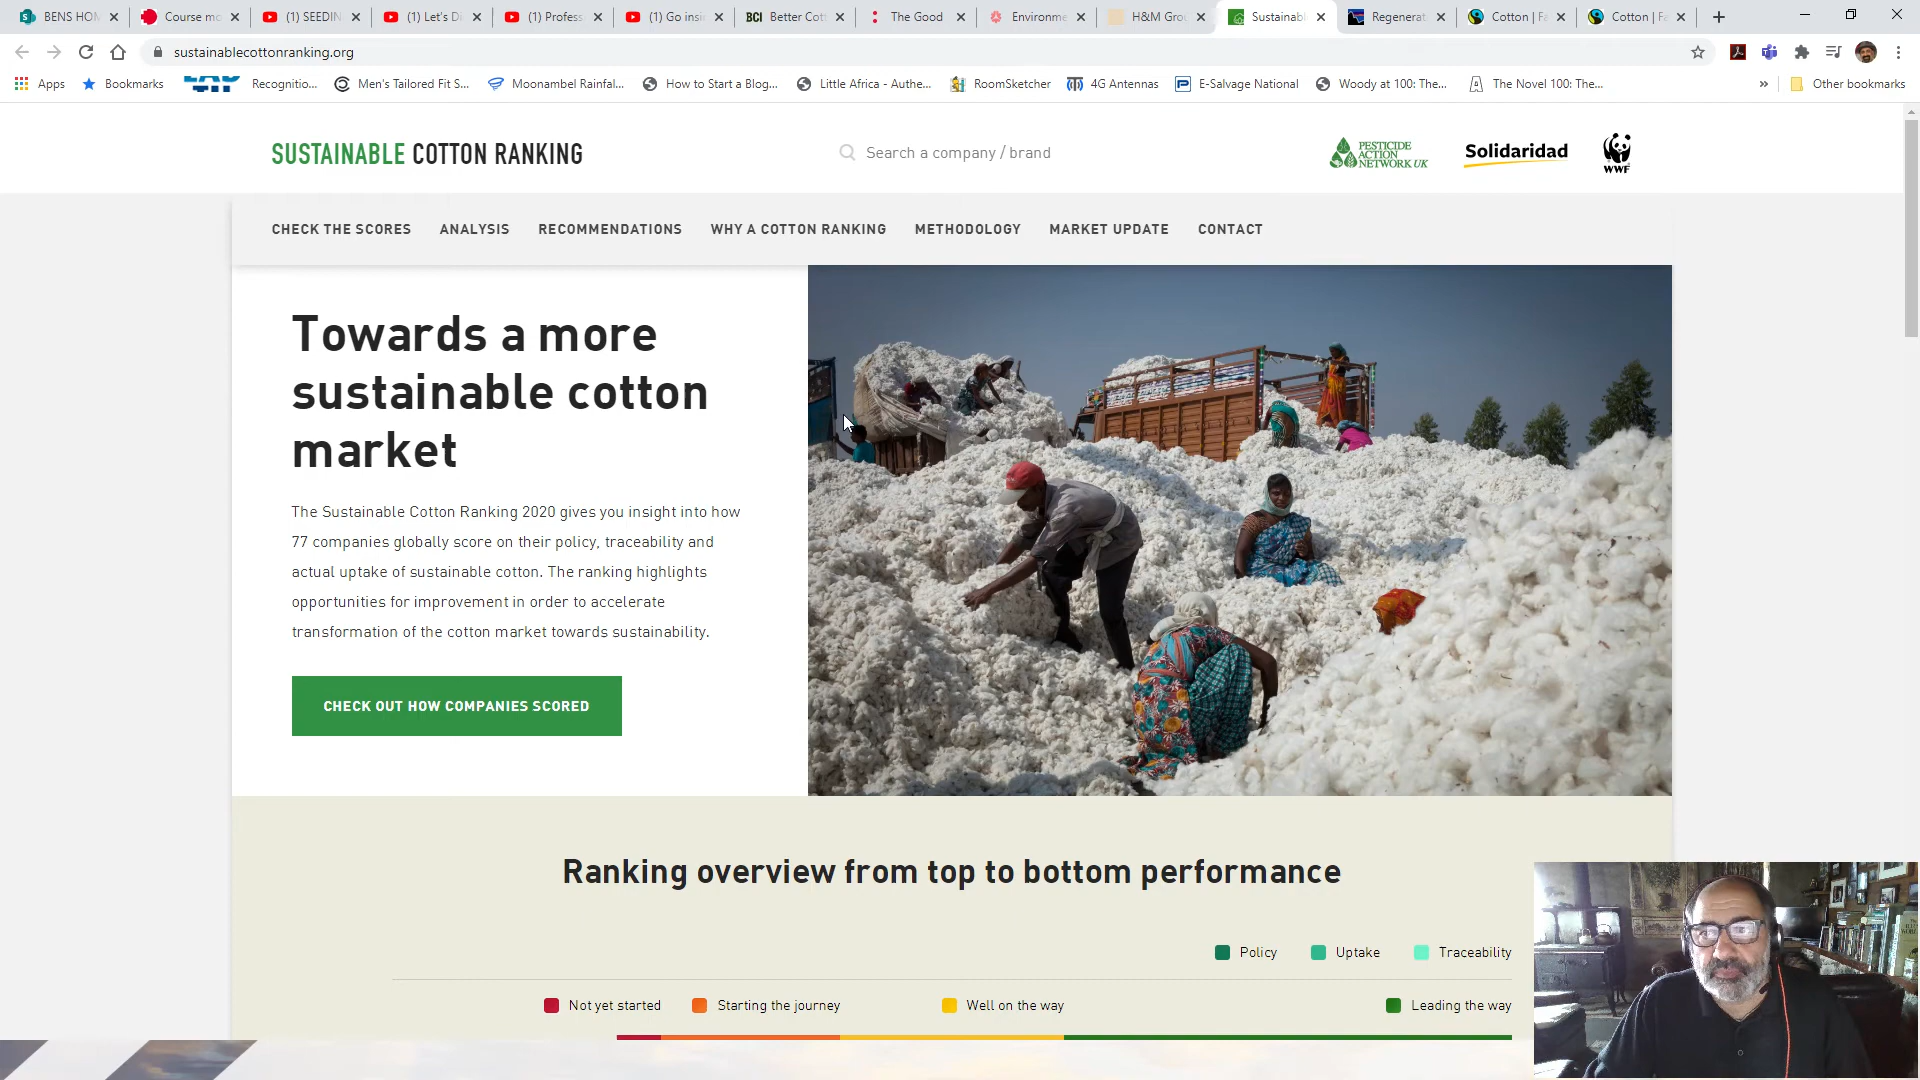 BENS HOM
Course mo
(1) SEEDIN
(1) Let's Di
(1) Profess
(1) Go insi
BCI Better Cott
The Good
Environme
H&M Grou
Sustainabl
Regenerat
Cotton | Fa
Cotton | Fa
sustainablecottonranking.org
Apps
Bookmarks
Recognitio...
Men's Tailored Fit S...
Moonambel Rainfal...
How to Start a Blog...
Little Africa - Authe...
RoomSketcher
4G Antennas
E-Salvage National
Woody at 100: The...
The Novel 100: The...
»
Other bookmarks
SUSTAINABLE COTTON RANKING
Search a company / brand
PESTICIDE
ACTION
NETWORK UK
Solidaridad
WWF
CHECK THE SCORES
ANALYSIS
RECOMMENDATIONS
WHY A COTTON RANKING
METHODOLOGY
MARKET UPDATE
CONTACT
Towards a more
sustainable cotton
market
The Sustainable Cotton Ranking 2020 gives you insight into how
77 companies globally score on their policy, traceability and
actual uptake of sustainable cotton. The ranking highlights
opportunities for improvement in order to accelerate
transformation of the cotton market towards sustainability.
CHECK OUT HOW COMPANIES SCORED
Ranking overview from top to bottom performance
Policy
Uptake
Traceability
Not yet started
Starting the journey
Well on the way
Leading the way